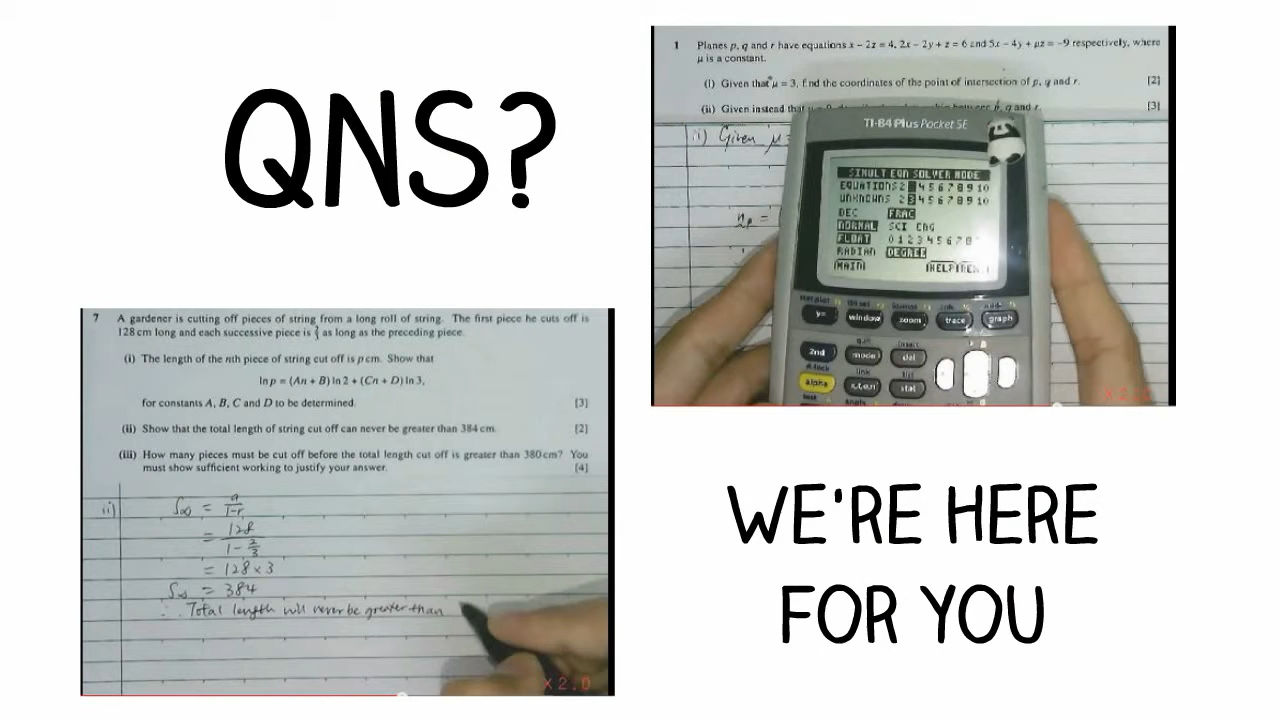 QNS?
1 Planes p, q and r have equations x − 2z = 4, 2x − 2y + z = 6 and 5x − 4y + μz = −9 respectively, where
μ is a constant.
(i) Given that μ = 3, find the coordinates of the point of intersection of p, q and r. [2]
(ii) Given instead that between p, q and r. [3]
ii) Given μ =
TI-84 Plus Pocket SE
SIMULT EQN SOLVER MODE
EQUATIONS 2 4 5 6 7 8 9 10
UNKNOWNS 2 3 4 5 6 7 8 9 10
DEC FRAC
NORMAL SCI ENG
FLOAT 0 1 2 3 4 5 6 7 8
RADIAN DEGREE
MAIN HELP
y= window zoom trace graph
2nd mode del
alpha X,T,θ,n stat
7 A gardener is cutting off pieces of string from a long roll of string. The first piece he cuts off is
128 cm long and each successive piece is 2/3 as long as the preceding piece.
(i) The length of the nth piece of string cut off is p cm. Show that
ln p = (An + B) ln 2 + (Cn + D) ln 3,
for constants A, B, C and D to be determined. [3]
(ii) Show that the total length of string cut off can never be greater than 384 cm. [2]
(iii) How many pieces must be cut off before the total length cut off is greater than 380 cm? You
must show sufficient working to justify your answer. [4]
ii) S∞ = a/(1-r)
= 128/(1 - 2/3)
= 128 × 3
S∞ = 384
∴ Total length will never be greater than
X 2.0
WE'RE HERE
FOR YOU